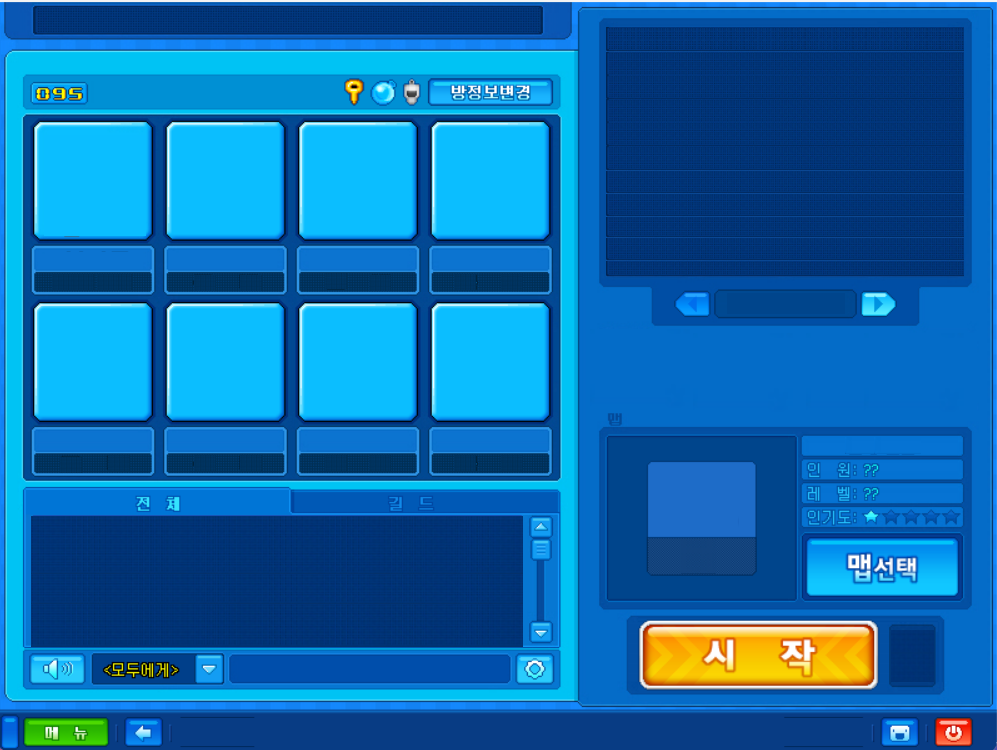 095
방정보변경
전 체
길 드
<모두에게>
맵
인 원: ??
레 벨: ??
인기도:
맵선택
시 작
메 뉴